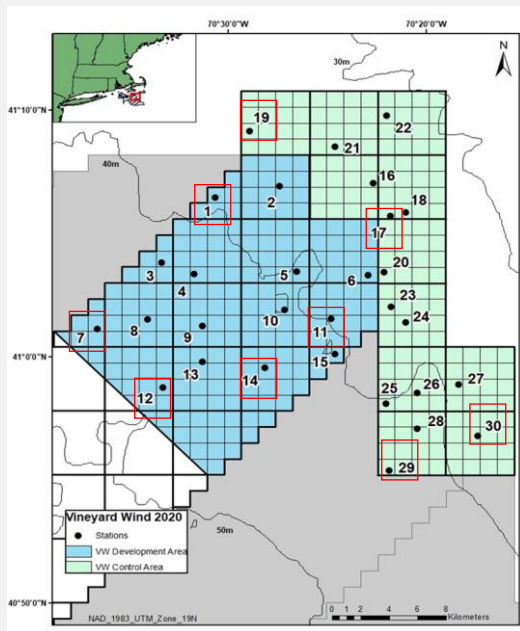 70°30'0"W
70°20'0"W
N
30m
41°10'0"N
19
22
21
40m
16
2
1
18
17
3
5
20
4
6
23
10
24
7
8
9
11
41°0'0"N
15
13
14
27
26
12
25
28
30
29
Vineyard Wind 2020
Stations
VW Development Area
VW Control Area
50m
40°50'0"N
NAD_1983_UTM_Zone_19N
0 1 2 4 6 8
Kilometers